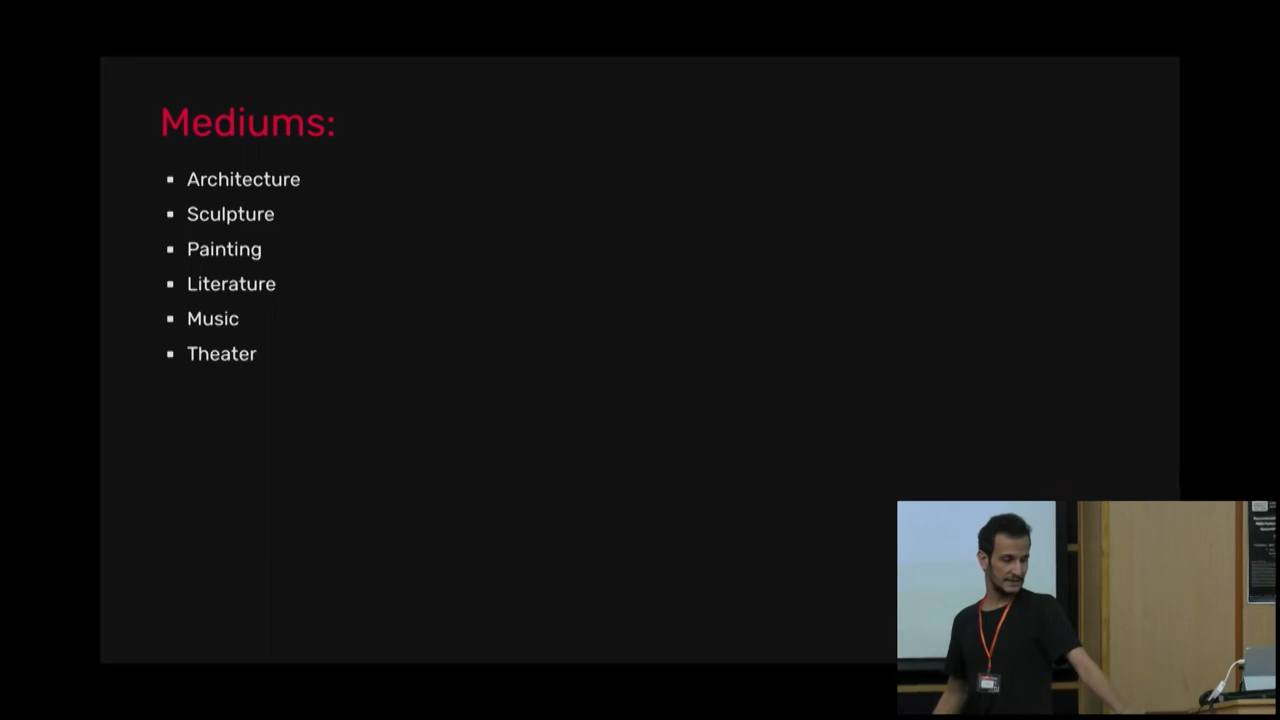 Mediums:
Architecture
Sculpture
Painting
Literature
Music
Theater